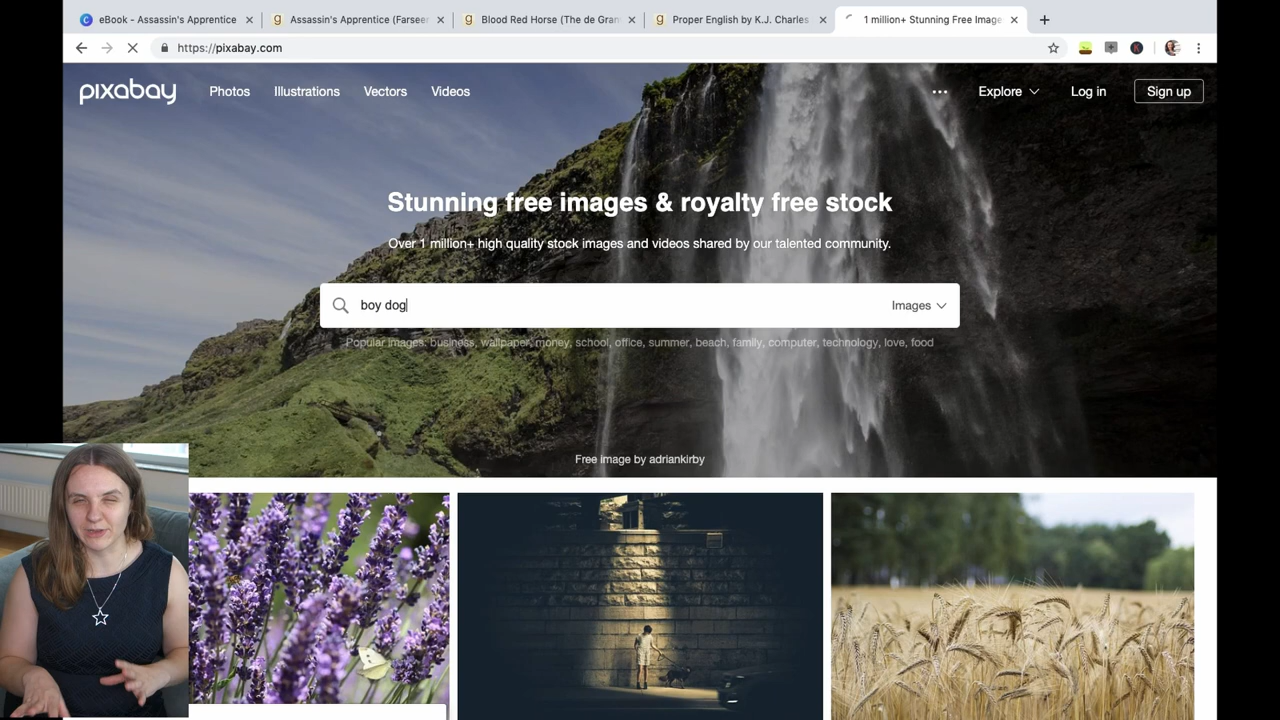 eBook - Assassin's Apprentice
Assassin's Apprentice (Farseer
Blood Red Horse (The de Gran
Proper English by K.J. Charles
1 million+ Stunning Free Image
https://pixabay.com
pixabay
Photos
Illustrations
Vectors
Videos
Explore
Log in
Sign up
Stunning free images & royalty free stock
Over 1 million+ high quality stock images and videos shared by our talented community.
boy dog
Images
Popular images: business, wallpaper, money, school, office, summer, beach, family, computer, technology, love, food
Free image by adriankirby